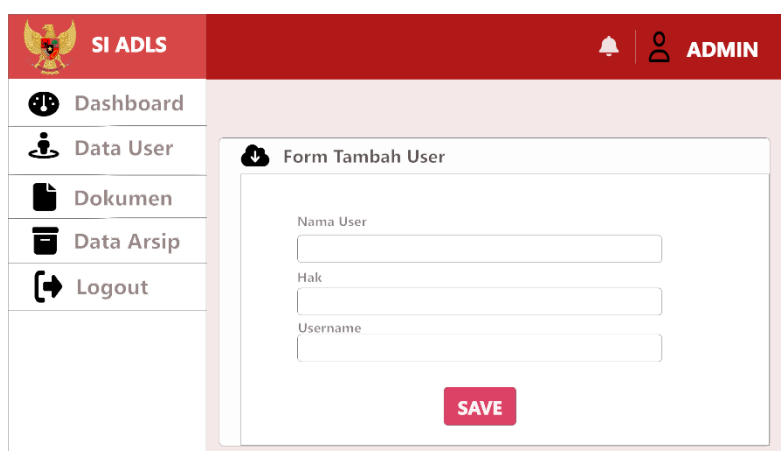 SI ADLS
ADMIN
Dashboard
Data User
Dokumen
Data Arsip
Logout
Form Tambah User
Nama User
Hak
Username
SAVE